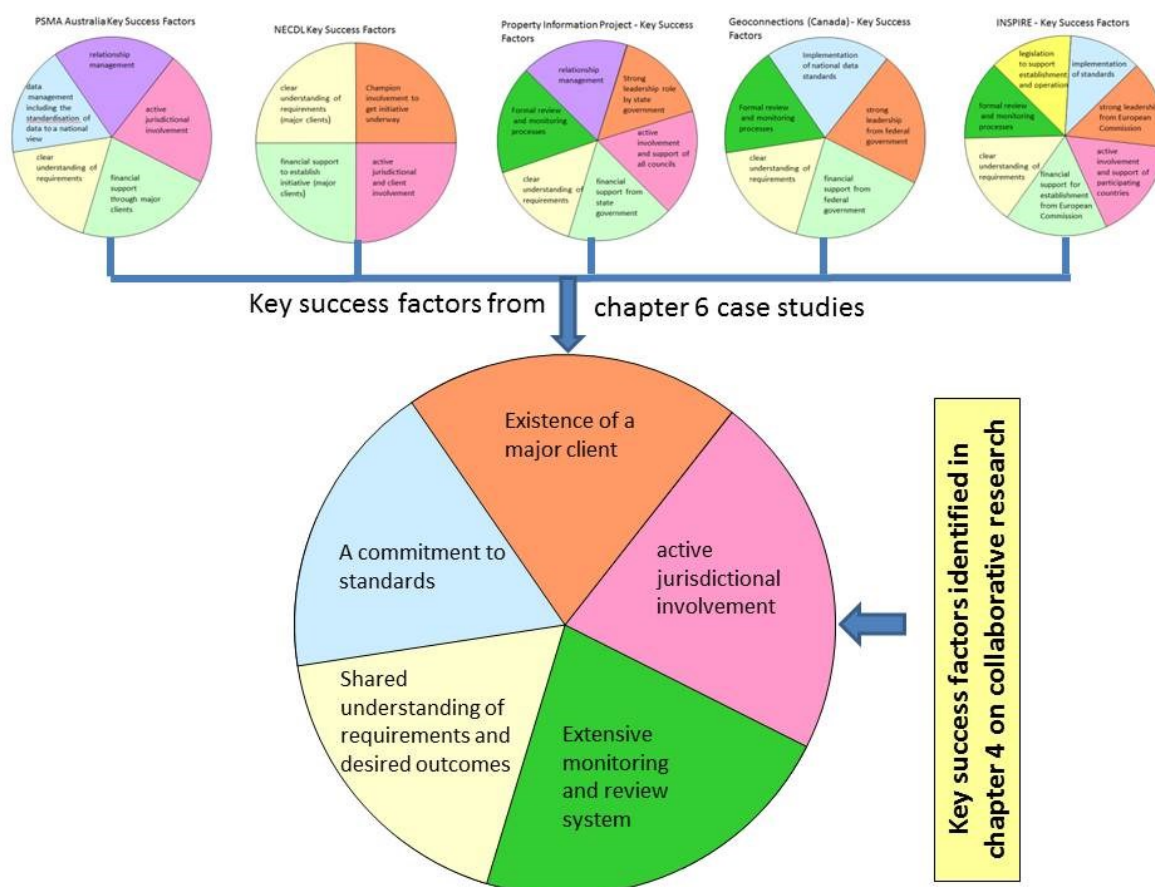 PSMA Australia Key Success Factors
relationship
management
data
management
including the
standardisation of
data to a national
view
active
jurisdictional
involvement
clear
understanding of
requirements
financial
support
through major
clients
NECDL Key Success Factors
clear
understanding of
requirements
(major clients)
Champion
involvement to
get initiative
underway
financial support
to establish
initiative (major
clients)
active
jurisdictional
and client
involvement
Property Information Project - Key Success
Factors
relationship
management
Strong
leadership role by
state
government
Formal review
and monitoring
processes
active
involvement
and support of
all councils
clear
understanding of
requirements
financial
support from
state
government
Geoconnections (Canada) - Key Success
Factors
Implementation
of national data
standards
Formal review
and monitoring
processes
strong
leadership
from federal
government
clear
understanding of
requirements
financial
support from
federal
government
INSPIRE - Key Success Factors
legislation
to support
establishment
and operation
implementation
of standards
formal review
and monitoring
processes
strong leadership
from European
Commission
clear
understanding of
requirements
active
involvement
and support of
participating
countries
financial
support for
establishment
from European
Commission
Key success factors from
chapter 6 case studies
Existence of a
major client
A commitment to
standards
active
jurisdictional
involvement
Shared
understanding of
requirements and
desired outcomes
Extensive
monitoring
and review
system
Key success factors identified in
chapter 4 on collaborative research